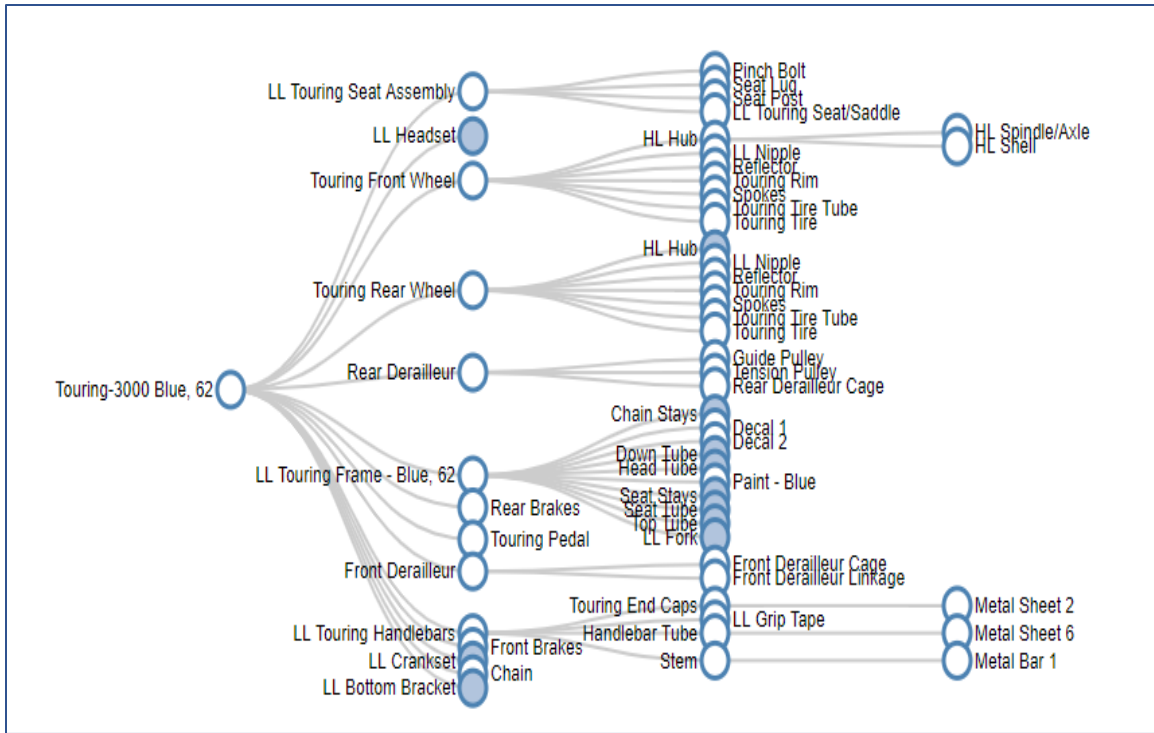 Touring-3000 Blue, 62
LL Touring Seat Assembly
LL Headset
Touring Front Wheel
Touring Rear Wheel
Rear Derailleur
LL Touring Frame - Blue, 62
Rear Brakes
Touring Pedal
Front Derailleur
LL Touring Handlebars
Front Brakes
LL Crankset
Chain
LL Bottom Bracket
Pinch Bolt
Seat Lug
Seat Post
LL Touring Seat/Saddle
HL Hub
LL Nipple
Reflector
Touring Rim
Spokes
Touring Tire Tube
Touring Tire
HL Hub
LL Nipple
Reflector
Touring Rim
Spokes
Touring Tire Tube
Touring Tire
Guide Pulley
Tension Pulley
Rear Derailleur Cage
Chain Stays
Decal 1
Decal 2
Down Tube
Head Tube
Paint - Blue
Seat Stays
Seat Tube
Top Tube
LL Fork
Front Derailleur Cage
Front Derailleur Linkage
Touring End Caps
LL Grip Tape
Handlebar Tube
Stem
HL Spindle/Axle
HL Shell
Metal Sheet 2
Metal Sheet 6
Metal Bar 1